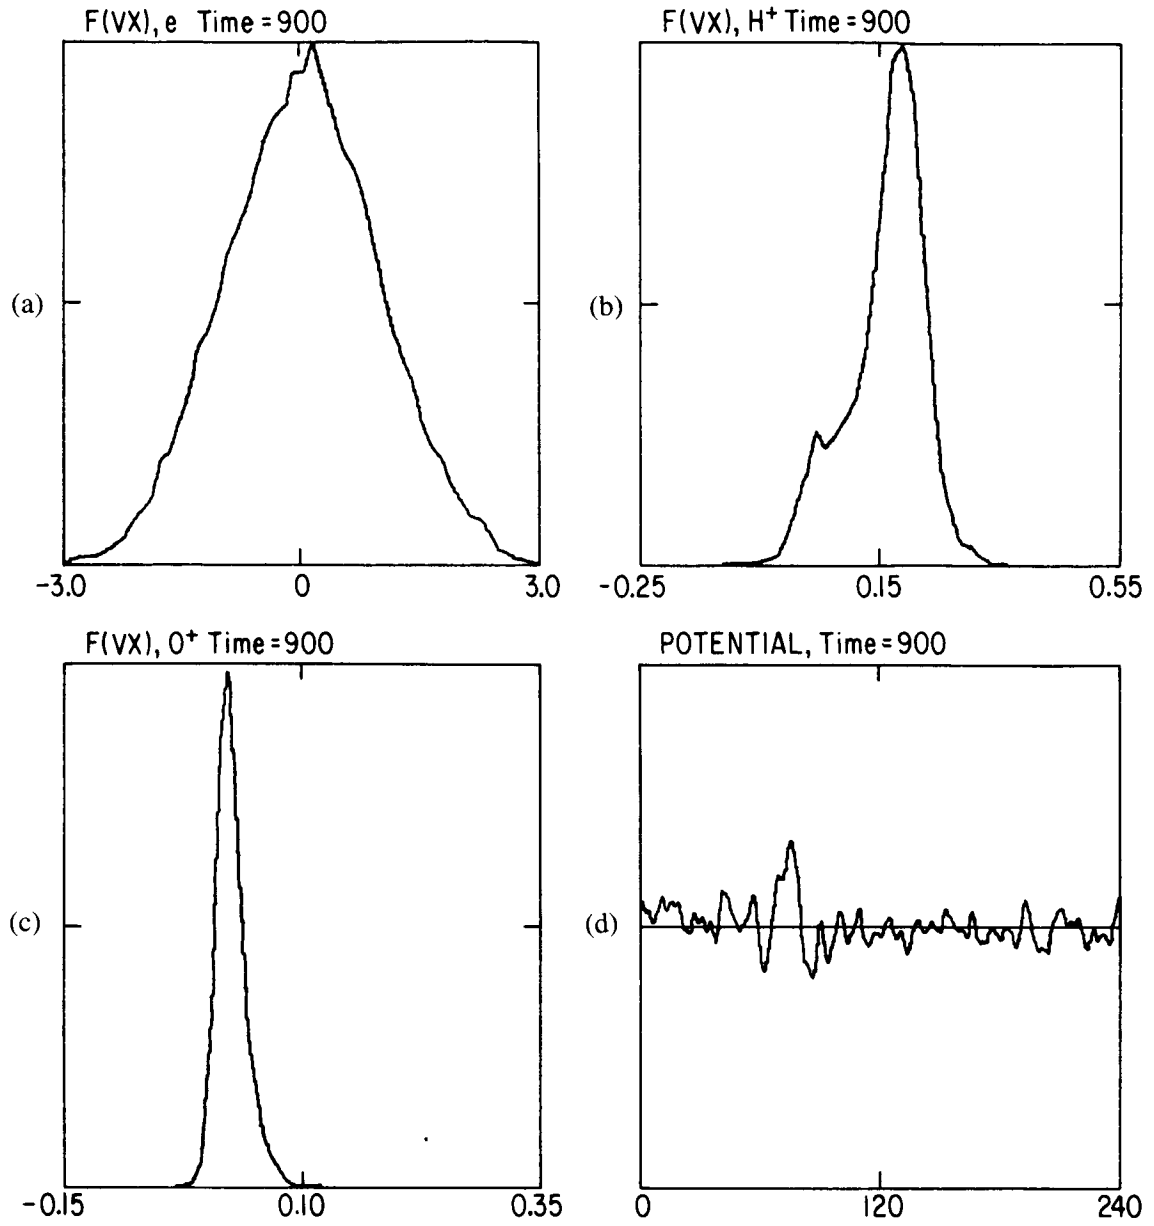 F(VX), e Time=900
F(VX), H⁺ Time=900
(a)
(b)
-3.0 0 3.0
-0.25 0.15 0.55
F(VX), O⁺ Time=900
POTENTIAL, Time=900
(c)
(d)
-0.15 0.10 0.35
0 120 240